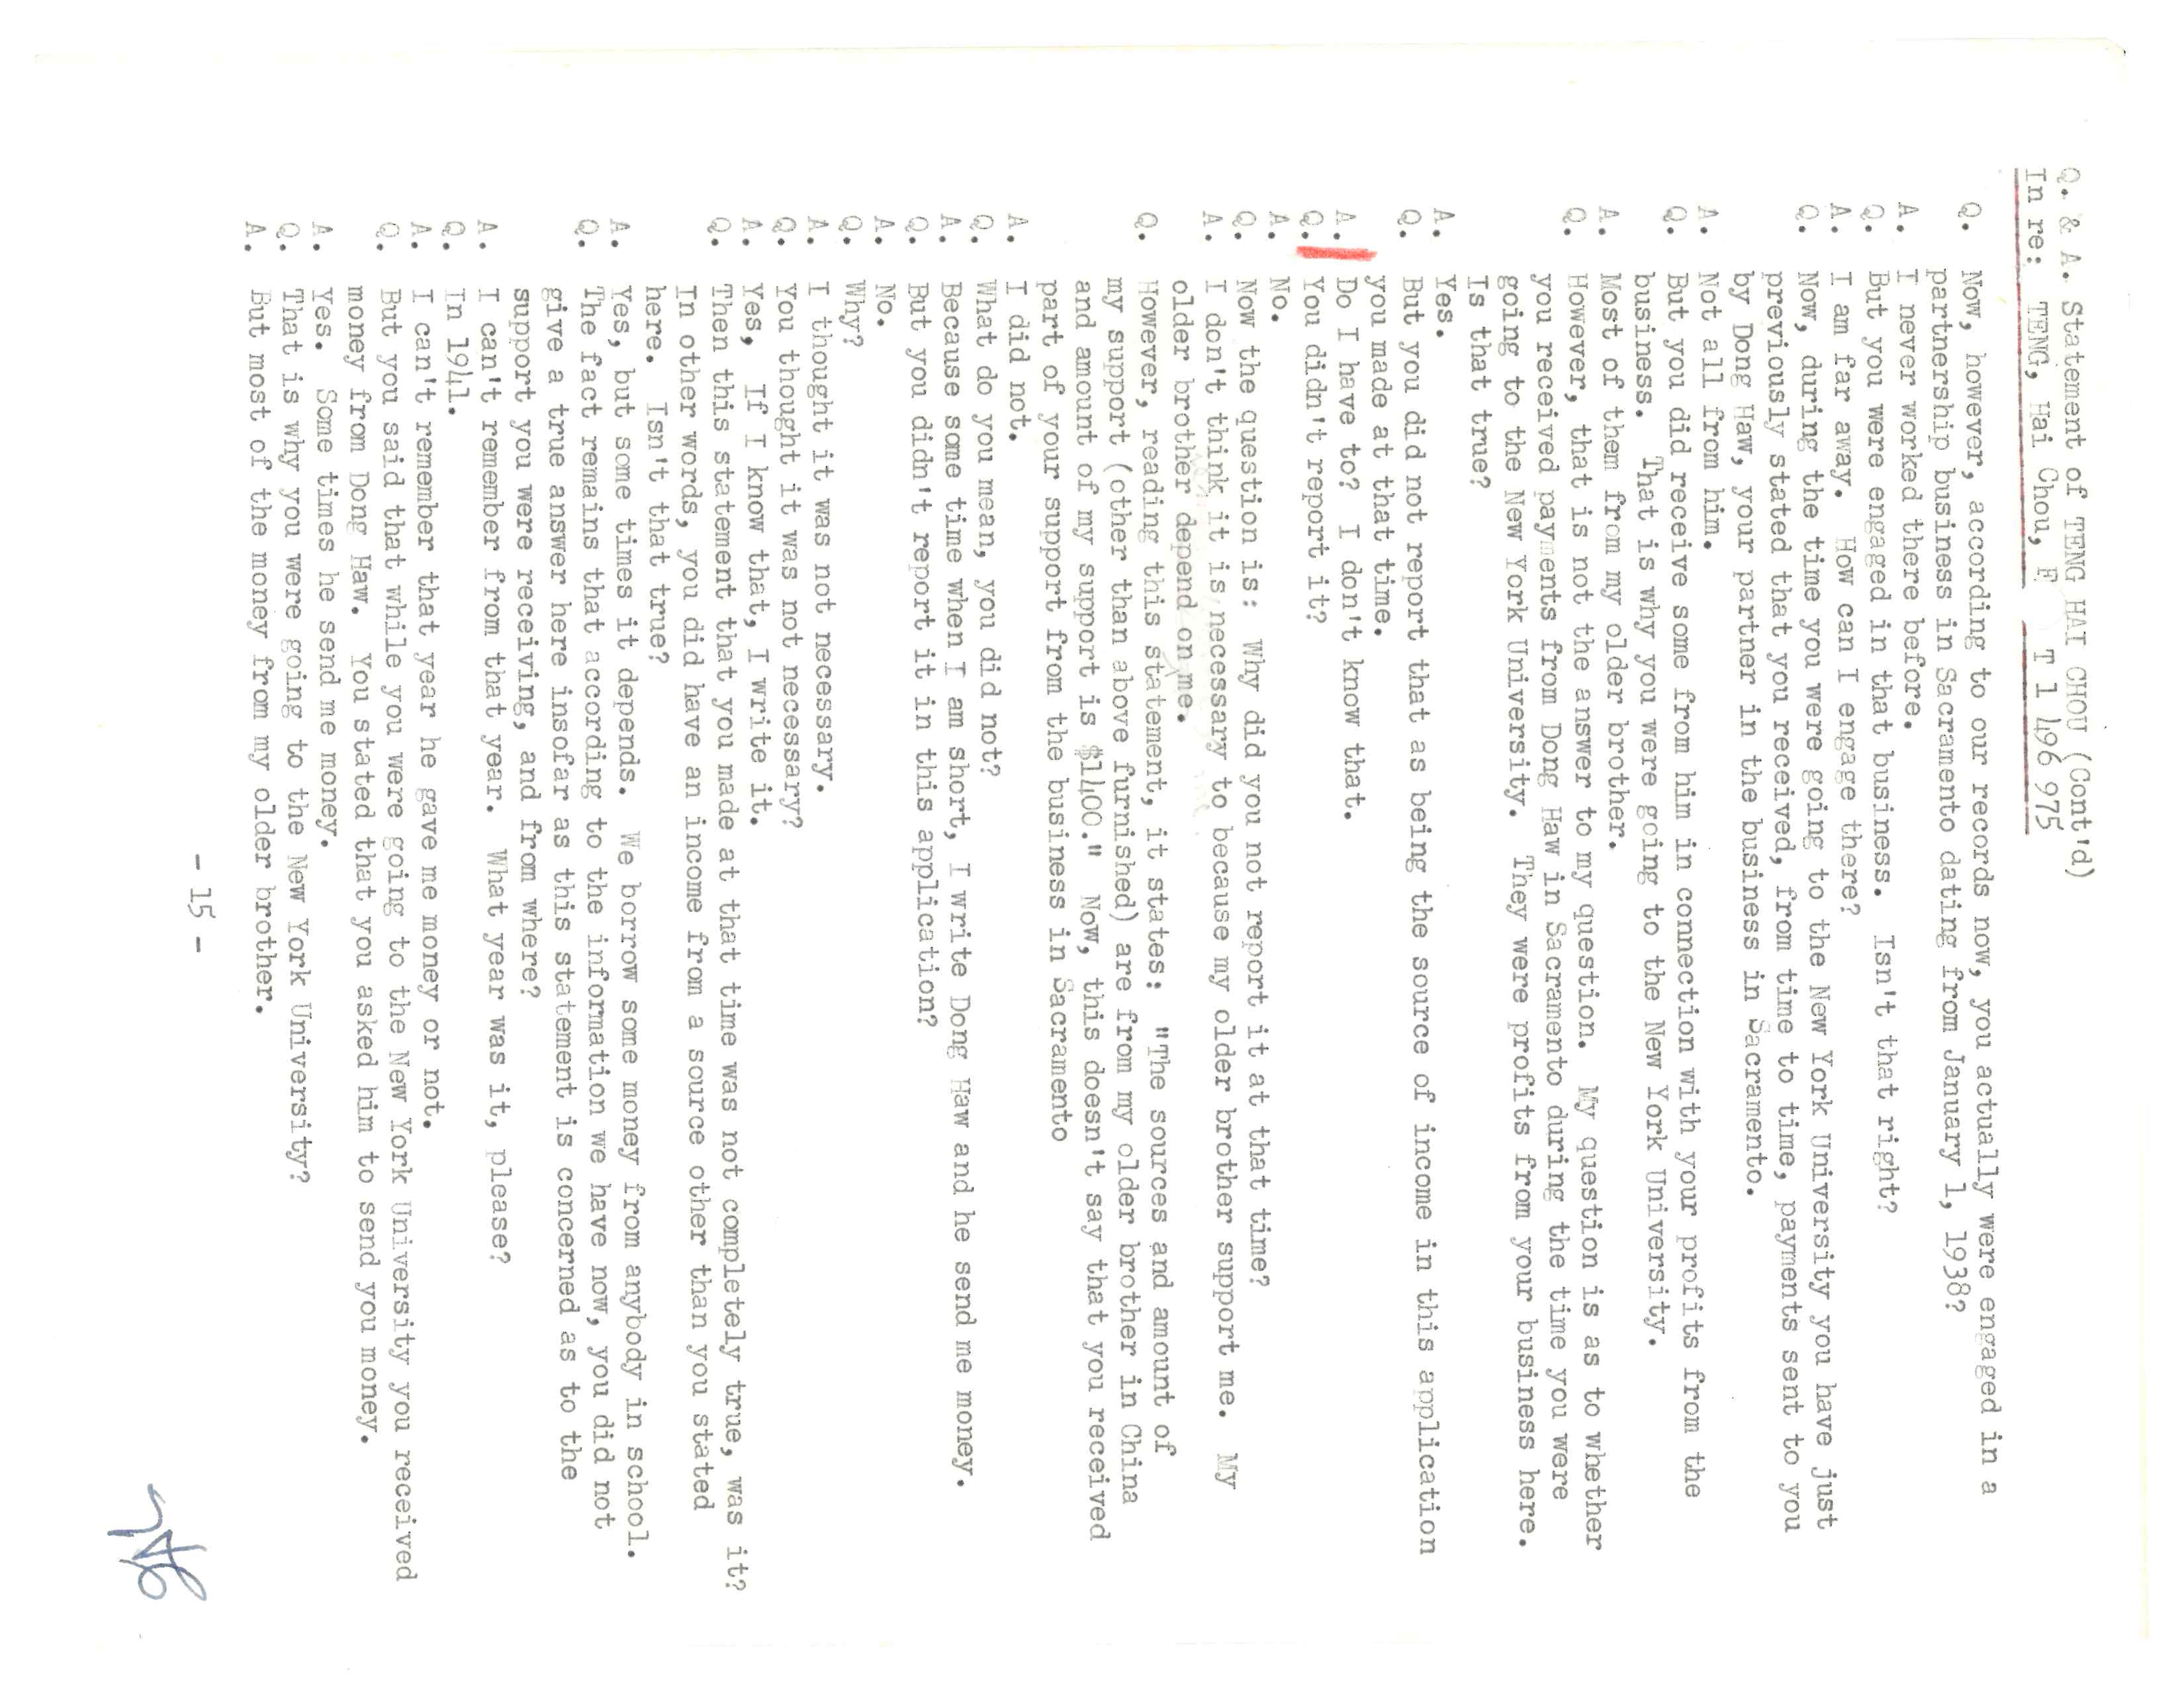 Q. & A. Statement of TENG HAI CHOU (Cont'd)
In re: TENG, Hai Chou, F T 1 496 975
Q. Now, however, according to our records now, you actually were engaged in a
partnership business in Sacramento dating from January 1, 1938?
A. I never worked there before.
Q. But you were engaged in that business. Isn't that right?
A. I am far away. How can I engage there?
Q. Now, during the time you were going to the New York University you have just
previously stated that you received, from time to time, payments sent to you
by Dong Haw, your partner in the business in Sacramento.
A. Not all from him.
Q. But you did receive some from him in connection with your profits from the
business. That is why you were going to the New York University.
A. Most of them from my older brother.
Q. However, that is not the answer to my question. My question is as to whether
you received payments from Dong Haw in Sacramento during the time you were
going to the New York University. They were profits from your business here.
Is that true?
A. Yes.
Q. But you did not report that as being the source of income in this application
you made at that time.
A. Do I have to? I don't know that.
Q. You didn't report it?
A. No.
Q. Now the question is: Why did you not report it at that time?
A. I don't think it is necessary to because my older brother support me. My
older brother depend on me.
Q. However, reading this statement, it states: "The sources and amount of
my support (other than above furnished) are from my older brother in China
and amount of my support is $1400." Now, this doesn't say that you received
part of your support from the business in Sacramento
A. I did not.
Q. What do you mean, you did not?
A. Because some time when I am short, I write Dong Haw and he send me money.
Q. But you didn't report it in this application?
A. No.
Q. Why?
A. I thought it was not necessary.
Q. You thought it was not necessary?
A. Yes, If I know that, I write it.
Q. Then this statement that you made at that time was not completely true, was it?
In other words, you did have an income from a source other than you stated
here. Isn't that true?
A. Yes, but some times it depends. We borrow some money from anybody in school.
Q. The fact remains that according to the information we have now, you did not
give a true answer here insofar as this statement is concerned as to the
support you were receiving, and from where?
A. I can't remember from that year. What year was it, please?
Q. In 1941.
A. I can't remember that year he gave me money or not.
Q. But you said that while you were going to the New York University you received
money from Dong Haw. You stated that you asked him to send you money.
A. Yes. Some times he send me money.
Q. That is why you were going to the New York University?
A. But most of the money from my older brother.
- 15 -